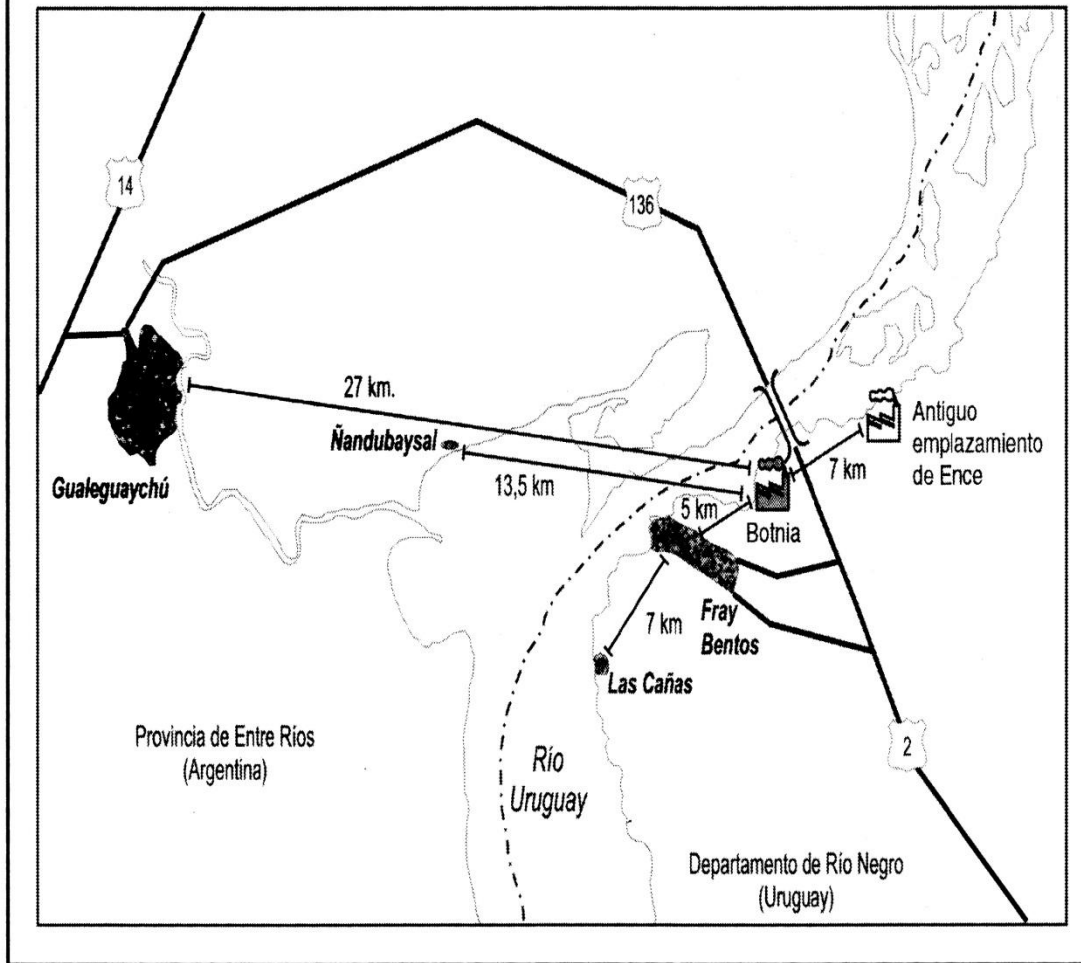 14
136
27 km.
Ñandubaysal
13,5 km
Gualeguaychú
Antiguo
emplazamiento
de Ence
7 km
5 km
Botnia
Fray
Bentos
7 km
Las Cañas
Provincia de Entre Ríos
(Argentina)
Río
Uruguay
2
Departamento de Río Negro
(Uruguay)